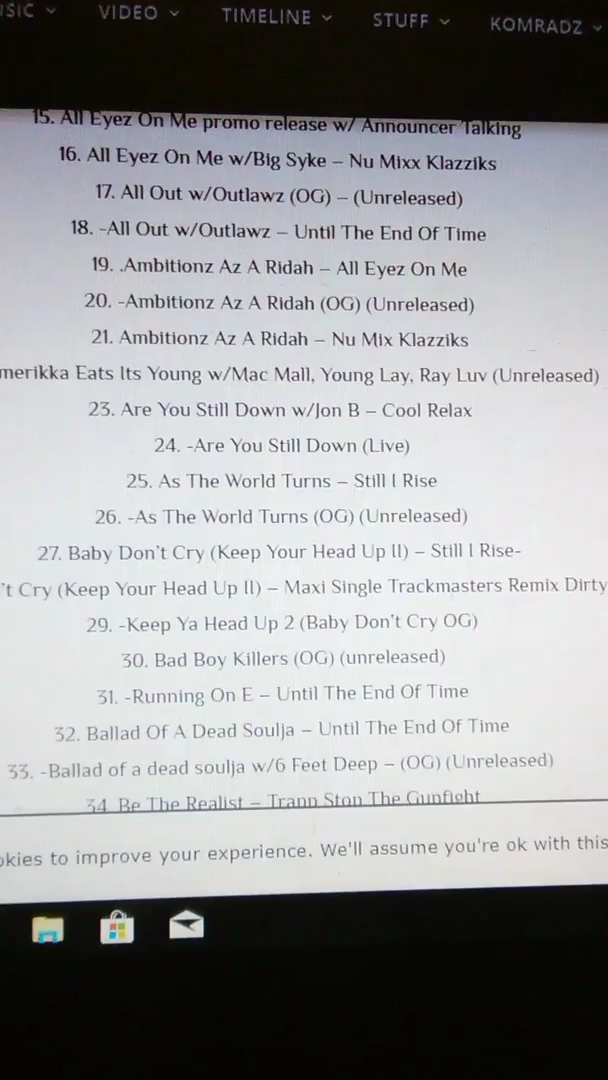 VIDEO TIMELINE STUFF KOMRADZ
15. All Eyez On Me promo release w/ Announcer Talking
16. All Eyez On Me w/Big Syke – Nu Mixx Klazziks
17. All Out w/Outlawz (OG) – (Unreleased)
18. -All Out w/Outlawz – Until The End Of Time
19. .Ambitionz Az A Ridah – All Eyez On Me
20. -Ambitionz Az A Ridah (OG) (Unreleased)
21. Ambitionz Az A Ridah – Nu Mix Klazziks
merikka Eats Its Young w/Mac Mall, Young Lay, Ray Luv (Unreleased)
23. Are You Still Down w/Jon B – Cool Relax
24. -Are You Still Down (Live)
25. As The World Turns – Still I Rise
26. -As The World Turns (OG) (Unreleased)
27. Baby Don't Cry (Keep Your Head Up II) – Still I Rise-
't Cry (Keep Your Head Up II) – Maxi Single Trackmasters Remix Dirty
29. -Keep Ya Head Up 2 (Baby Don't Cry OG)
30. Bad Boy Killers (OG) (unreleased)
31. -Running On E – Until The End Of Time
32. Ballad Of A Dead Soulja – Until The End Of Time
33. -Ballad of a dead soulja w/6 Feet Deep – (OG) (Unreleased)
34. Be The Realist – Trapp Stop The Gunfight
okies to improve your experience. We'll assume you're ok with this